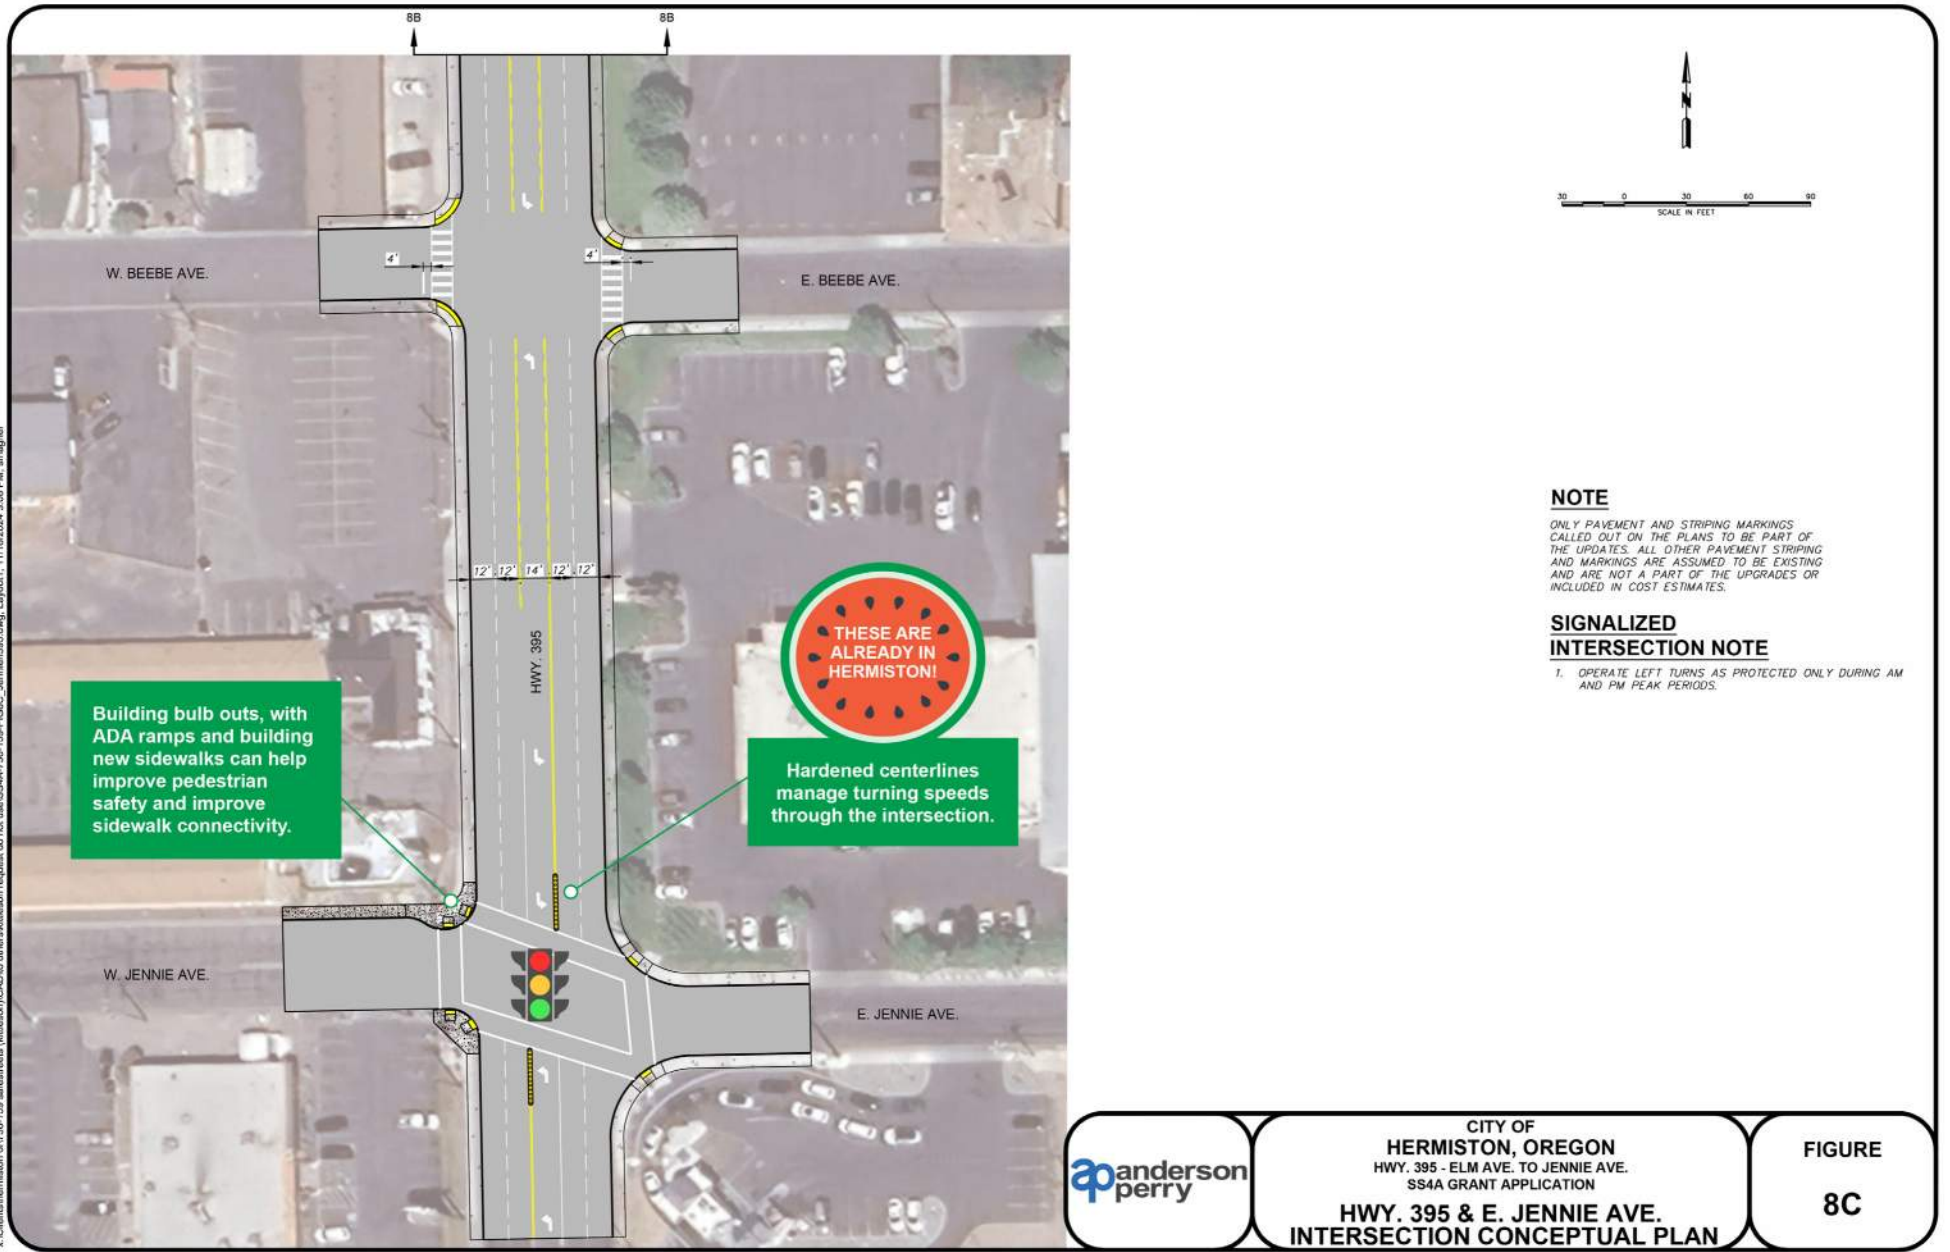 8B
8B
N
30 0 30 60 90
SCALE IN FEET
W. BEEBE AVE.
4'
4'
E. BEEBE AVE.
NOTE
ONLY PAVEMENT AND STRIPING MARKINGS
CALLED OUT ON THE PLANS TO BE PART OF
THE UPDATES. ALL OTHER PAVEMENT STRIPING
AND MARKINGS ARE ASSUMED TO BE EXISTING
AND ARE NOT A PART OF THE UPGRADES OR
INCLUDED IN COST ESTIMATES.
SIGNALIZED
INTERSECTION NOTE
1. OPERATE LEFT TURNS AS PROTECTED ONLY DURING AM
AND PM PEAK PERIODS.
12' 12' 14' 12' 12'
HWY. 395
THESE ARE
ALREADY IN
HERMISTON!
Building bulb outs, with
ADA ramps and building
new sidewalks can help
improve pedestrian
safety and improve
sidewalk connectivity.
Hardened centerlines
manage turning speeds
through the intersection.
W. JENNIE AVE.
E. JENNIE AVE.
ap anderson
perry
CITY OF
HERMISTON, OREGON
HWY. 395 - ELM AVE. TO JENNIE AVE.
SS4A GRANT APPLICATION
HWY. 395 & E. JENNIE AVE.
INTERSECTION CONCEPTUAL PLAN
FIGURE
8C